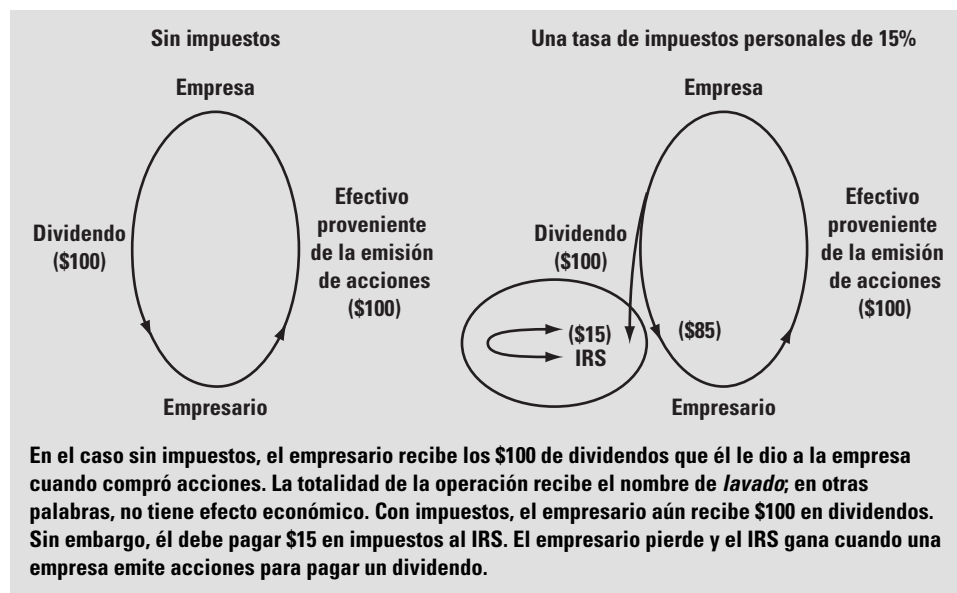 Sin impuestos
Empresa
Dividendo
($100)
Efectivo
proveniente
de la emisión
de acciones
($100)
Empresario
Una tasa de impuestos personales de 15%
Empresa
Dividendo
($100)
Efectivo
proveniente
de la emisión
de acciones
($100)
($15)
IRS
($85)
Empresario
En el caso sin impuestos, el empresario recibe los $100 de dividendos que él le dio a la empresa
cuando compró acciones. La totalidad de la operación recibe el nombre de lavado; en otras
palabras, no tiene efecto económico. Con impuestos, el empresario aún recibe $100 en dividendos.
Sin embargo, él debe pagar $15 en impuestos al IRS. El empresario pierde y el IRS gana cuando una
empresa emite acciones para pagar un dividendo.